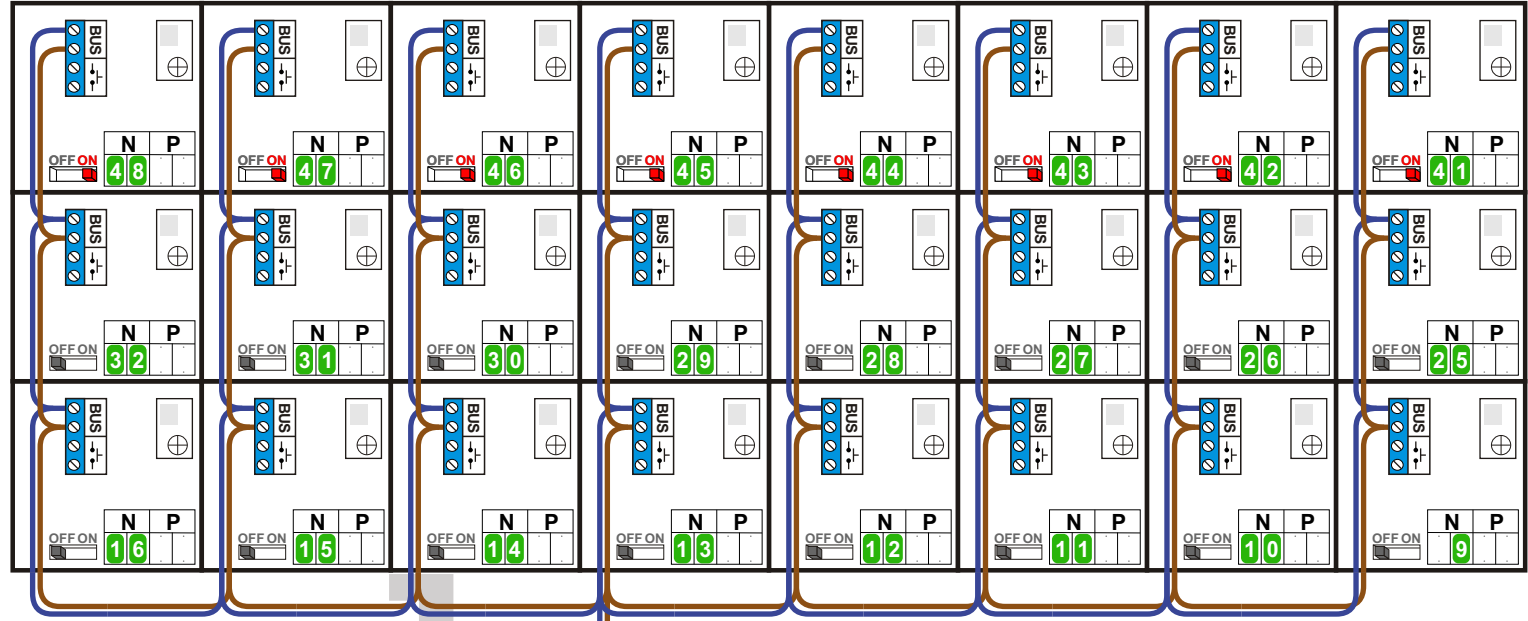 BUS BUS BUS BUS BUS BUS BUS BUS
N P N P N P N P N P N P N P N P
OFF ON 48 OFF ON 47 OFF ON 46 OFF ON 45 OFF ON 44 OFF ON 43 OFF ON 42 OFF ON 41
BUS BUS BUS BUS BUS BUS BUS BUS
N P N P N P N P N P N P N P N P
OFF ON 32 OFF ON 31 OFF ON 30 OFF ON 29 OFF ON 28 OFF ON 27 OFF ON 26 OFF ON 25
BUS BUS BUS BUS BUS BUS BUS BUS
N P N P N P N P N P N P N P N P
OFF ON 16 OFF ON 15 OFF ON 14 OFF ON 13 OFF ON 12 OFF ON 11 OFF ON 10 OFF ON 9